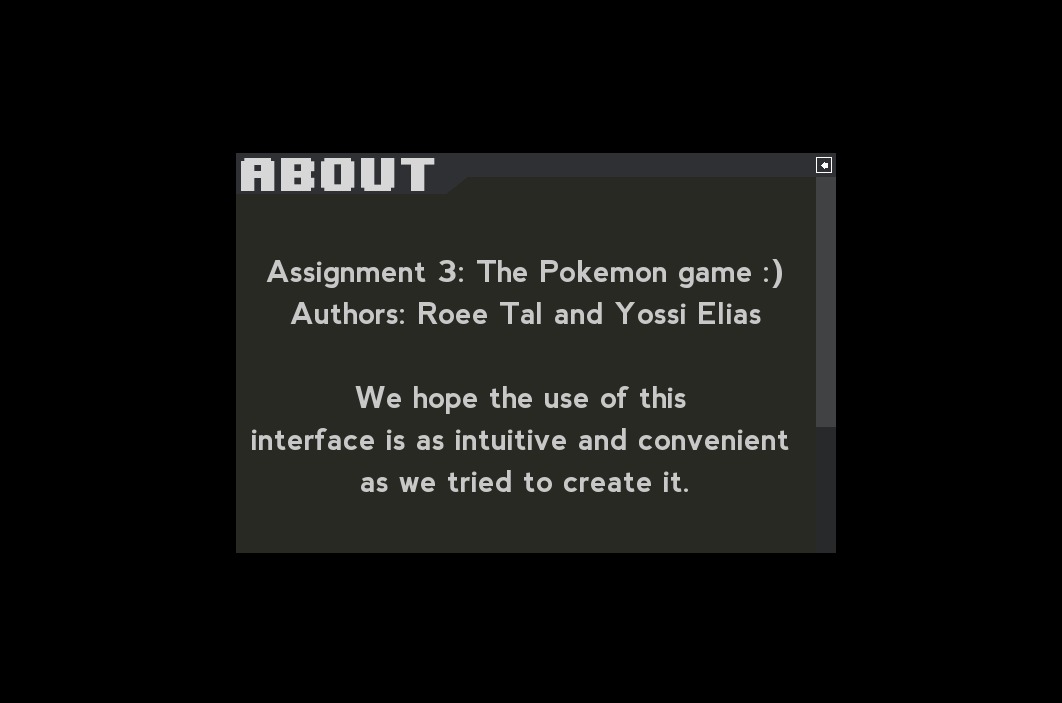 ABOUT
Assignment 3: The Pokemon game :)
Authors: Roee Tal and Yossi Elias
We hope the use of this
interface is as intuitive and convenient
as we tried to create it.